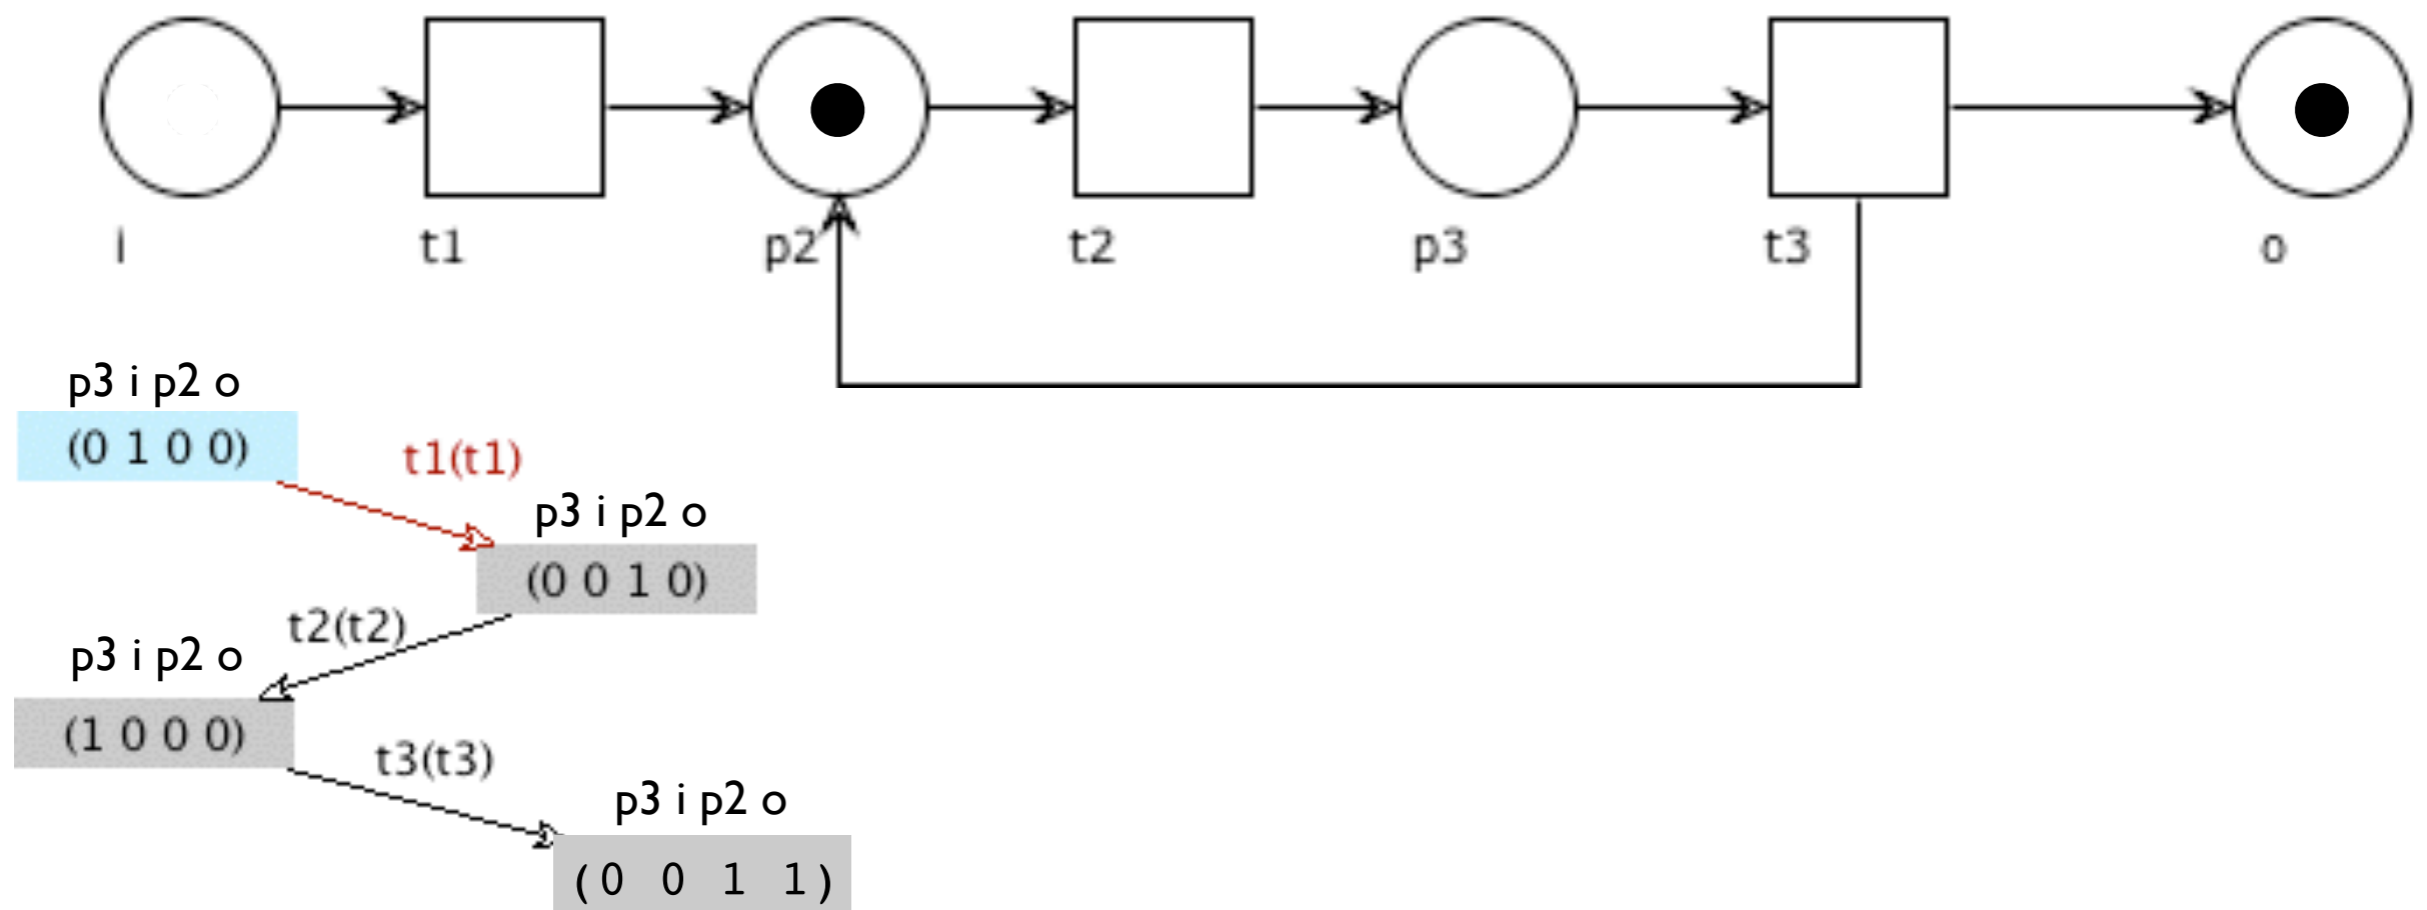 i t1 p2 t2 p3 t3 o
p3 i p2 o
(0 1 0 0)
t1(t1)
p3 i p2 o
(0 0 1 0)
t2(t2)
p3 i p2 o
(1 0 0 0)
t3(t3)
p3 i p2 o
(0 0 1 1)